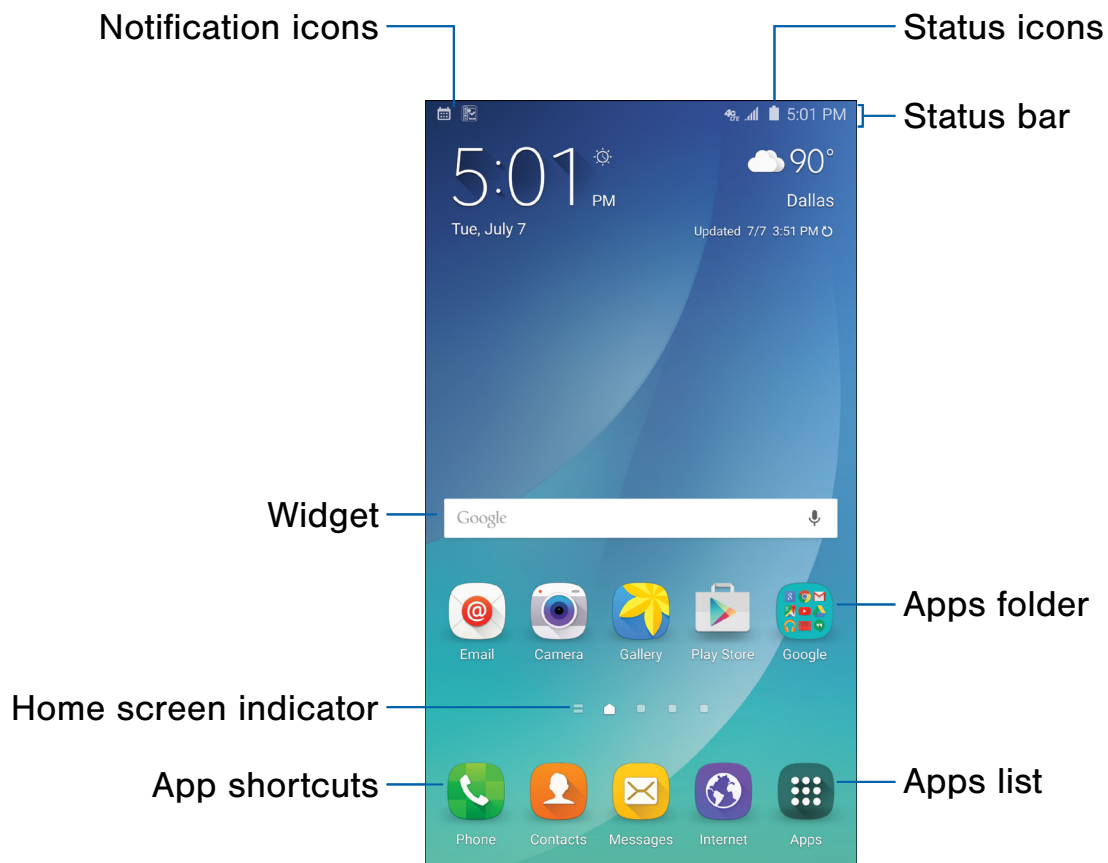 Notification icons
Status icons
4G LTE 5:01 PM
Status bar
5:01 PM
90°
Dallas
Tue, July 7
Updated 7/7 3:51 PM
Widget
Google
Apps folder
Email Camera Gallery Play Store Google
Home screen indicator
App shortcuts
Apps list
Phone Contacts Messages Internet Apps